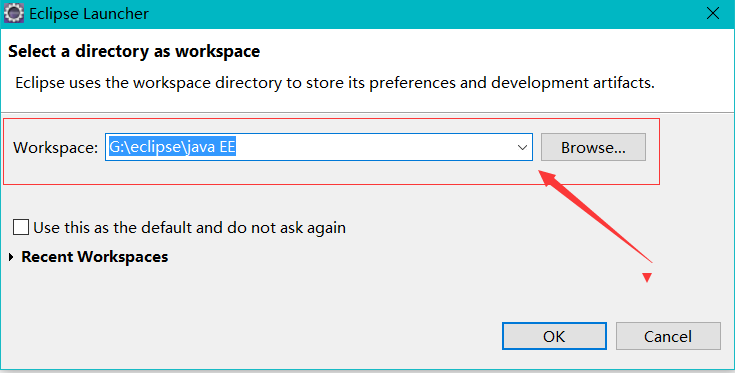 Eclipse Launcher
Select a directory as workspace
Eclipse uses the workspace directory to store its preferences and development artifacts.
Workspace: G:\eclipse\java EE Browse...
Use this as the default and do not ask again
Recent Workspaces
OK Cancel